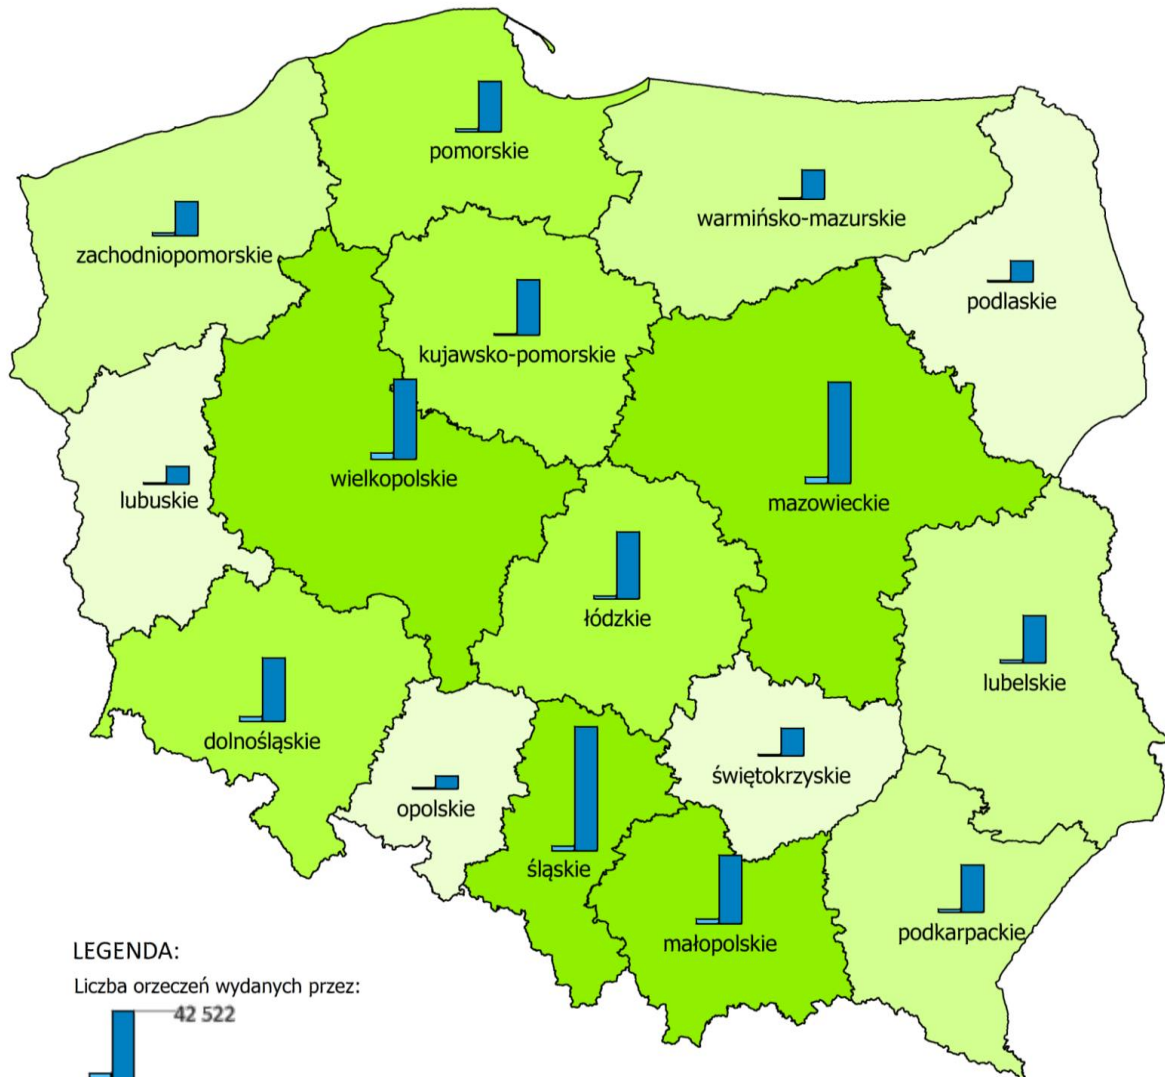 pomorskie
warmińsko-mazurskie
zachodniopomorskie
podlaskie
kujawsko-pomorskie
wielkopolskie
mazowieckie
lubuskie
łódzkie
lubelskie
dolnośląskie
świętokrzyskie
opolskie
śląskie
małopolskie
podkarpackie
LEGENDA:
Liczba orzeczeń wydanych przez:
42 522